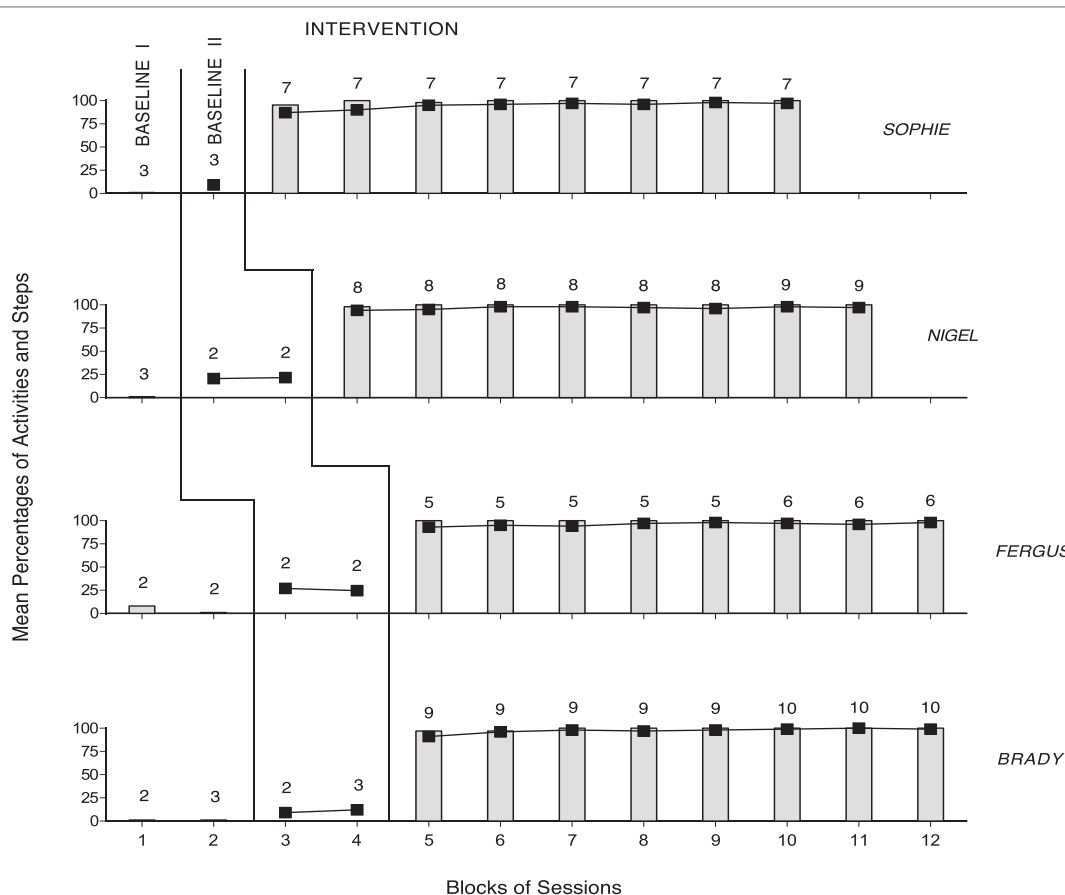 INTERVENTION
BASELINE I
BASELINE II
Mean Percentages of Activities and Steps
7 7 7 7 7 7 7 7
100
75
50
25
0
3 3
SOPHIE
8 8 8 8 8 8 9 9
100
75
50
25
0
3 2 2
NIGEL
5 5 5 5 5 6 6 6
100
75
50
25
0
2 2 2 2
FERGUS
9 9 9 9 9 10 10 10
100
75
50
25
0
2 3 2 3
BRADY
1 2 3 4 5 6 7 8 9 10 11 12
Blocks of Sessions